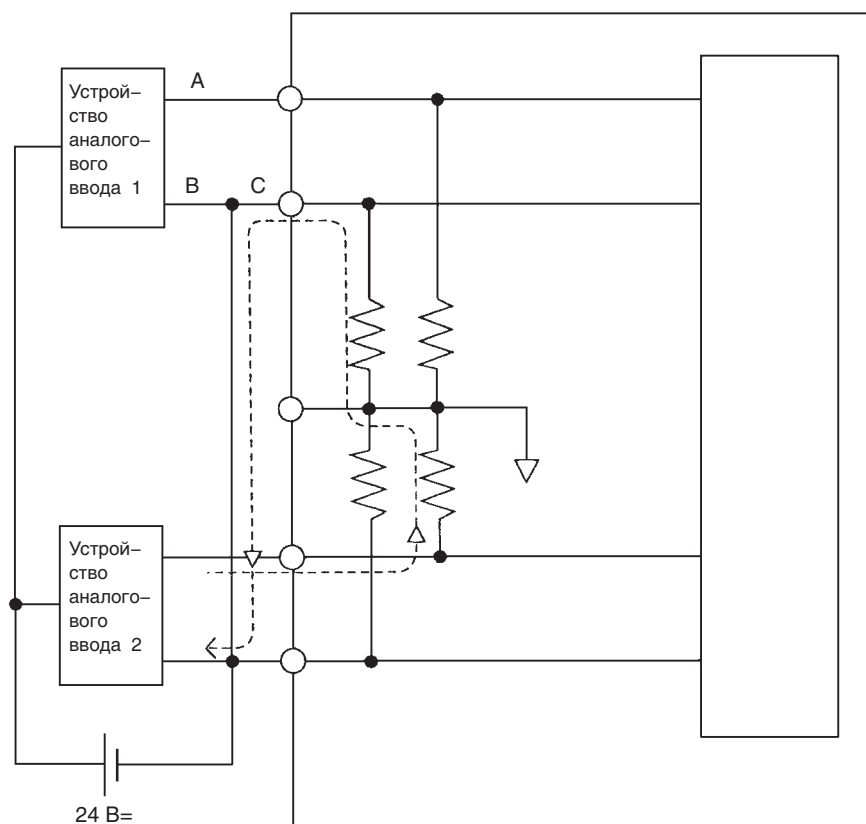 A
Устрой–
ство
аналого–
вого
ввода 1
B
C
Устрой–
ство
аналого–
вого
ввода 2
24 В=